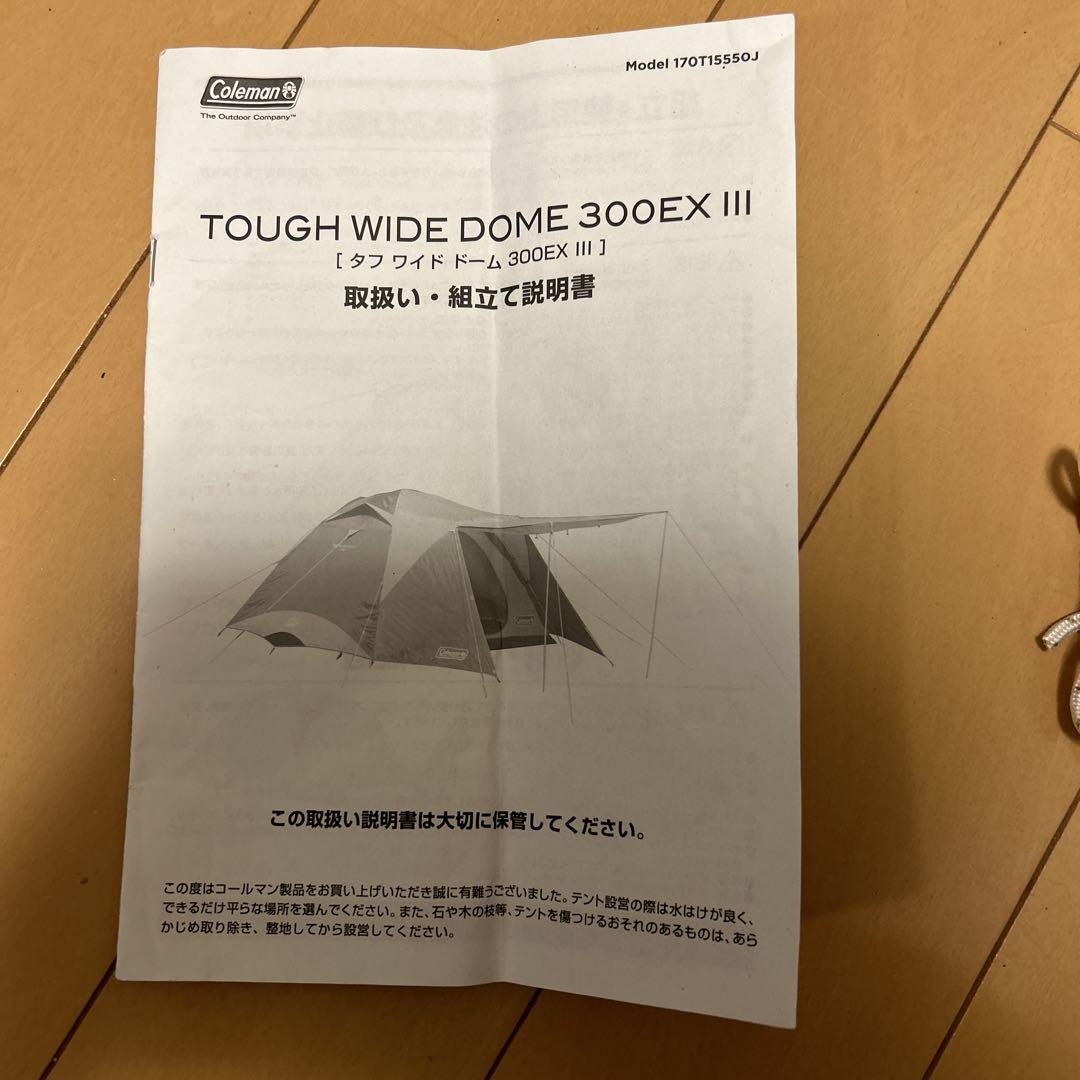 Coleman
The Outdoor Company™
Model 170T15550J
TOUGH WIDE DOME 300EX III
[ タフ ワイド ドーム 300EX III ]
取扱い・組立て説明書
Coleman
この取扱い説明書は大切に保管してください。
この度はコールマン製品をお買い上げいただき誠に有難うございました。テント設営の際は水はけが良く、
できるだけ平らな場所を選んでください。また、石や木の枝等、テントを傷つけるおそれのあるものは、あら
かじめ取り除き、整地してから設営してください。